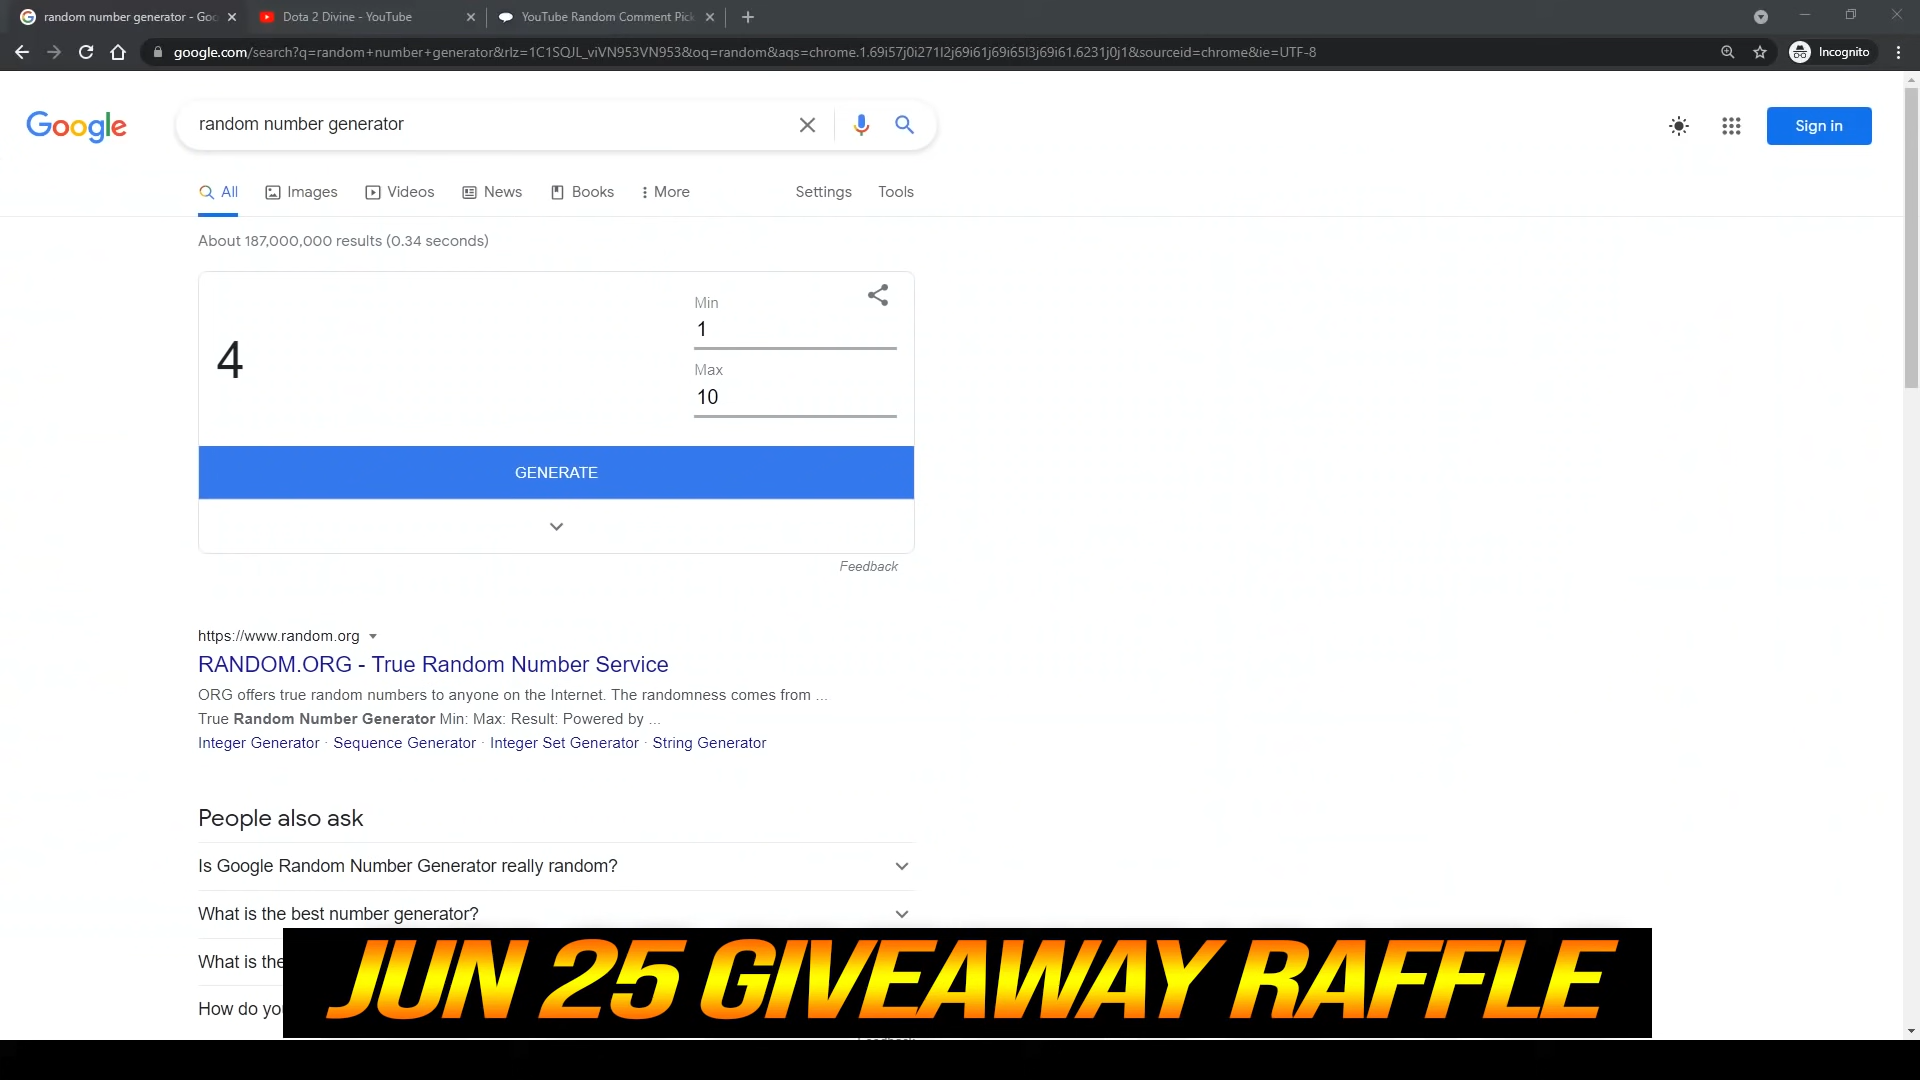 random number generator - Goo
Dota 2 Divine - YouTube
YouTube Random Comment Pick
google.com/search?q=random+number+generator&rlz=1C1SQJL_viVN953VN953&oq=random&aqs=chrome.1.69i57j0i271l2j69i61j69i65l3j69i61.6231j0j1&sourceid=chrome&ie=UTF-8
Incognito
Google
random number generator
Sign in
All
Images
Videos
News
Books
More
Settings
Tools
About 187,000,000 results (0.34 seconds)
Min
1
4
Max
10
GENERATE
Feedback
https://www.random.org
RANDOM.ORG - True Random Number Service
ORG offers true random numbers to anyone on the Internet. The randomness comes from ...
True Random Number Generator Min: Max: Result: Powered by ...
Integer Generator · Sequence Generator · Integer Set Generator · String Generator
People also ask
Is Google Random Number Generator really random?
What is the best number generator?
What is the
How do you
JUN 25 GIVEAWAY RAFFLE